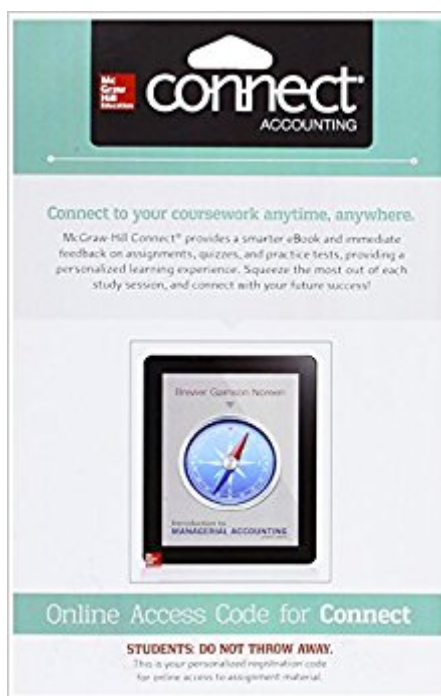 Mc
Graw
Hill
Education
connect®
ACCOUNTING
Connect to your coursework anytime, anywhere.
McGraw-Hill Connect® provides a smarter eBook and immediate
feedback on assignments, quizzes, and practice tests, providing a
personalized learning experience. Squeeze the most out of each
study session, and connect with your future success!
Brewer Garrison Noreen
Introduction to
MANAGERIAL ACCOUNTING
Online Access Code for Connect
STUDENTS: DO NOT THROW AWAY.
This is your personalized registration code
for online access to assignment material.